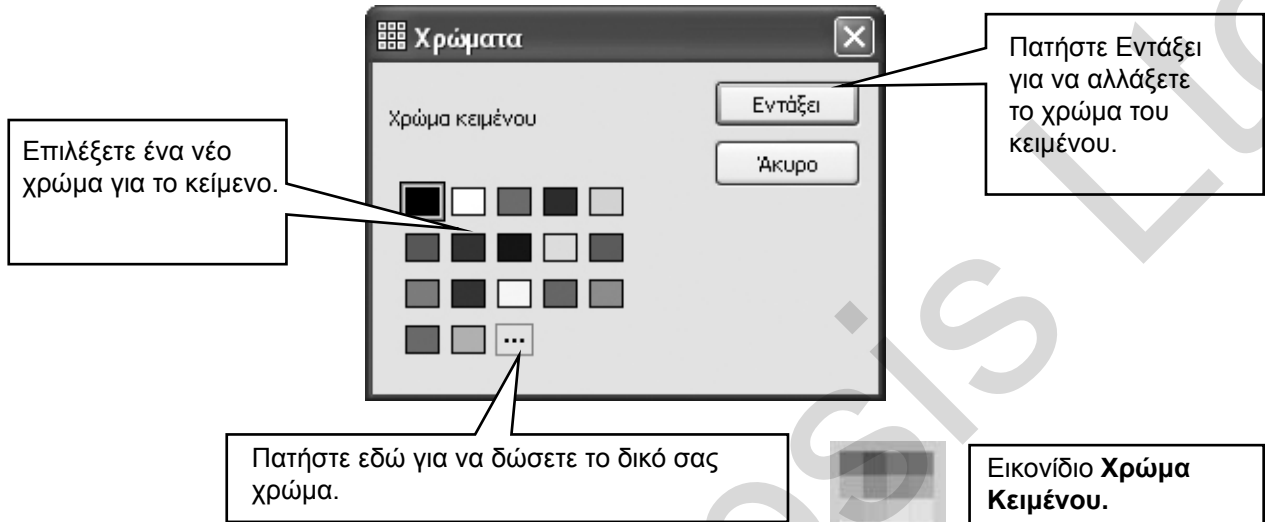 Χρώματα
Πατήστε Εντάξει
για να αλλάξετε
το χρώμα του
κειμένου.
Εντάξει
Χρώμα κειμένου
Άκυρο
Επιλέξετε ένα νέο
χρώμα για το κείμενο.
...
Πατήστε εδώ για να δώσετε το δικό σας
χρώμα.
Εικονίδιο Χρώμα
Κειμένου.